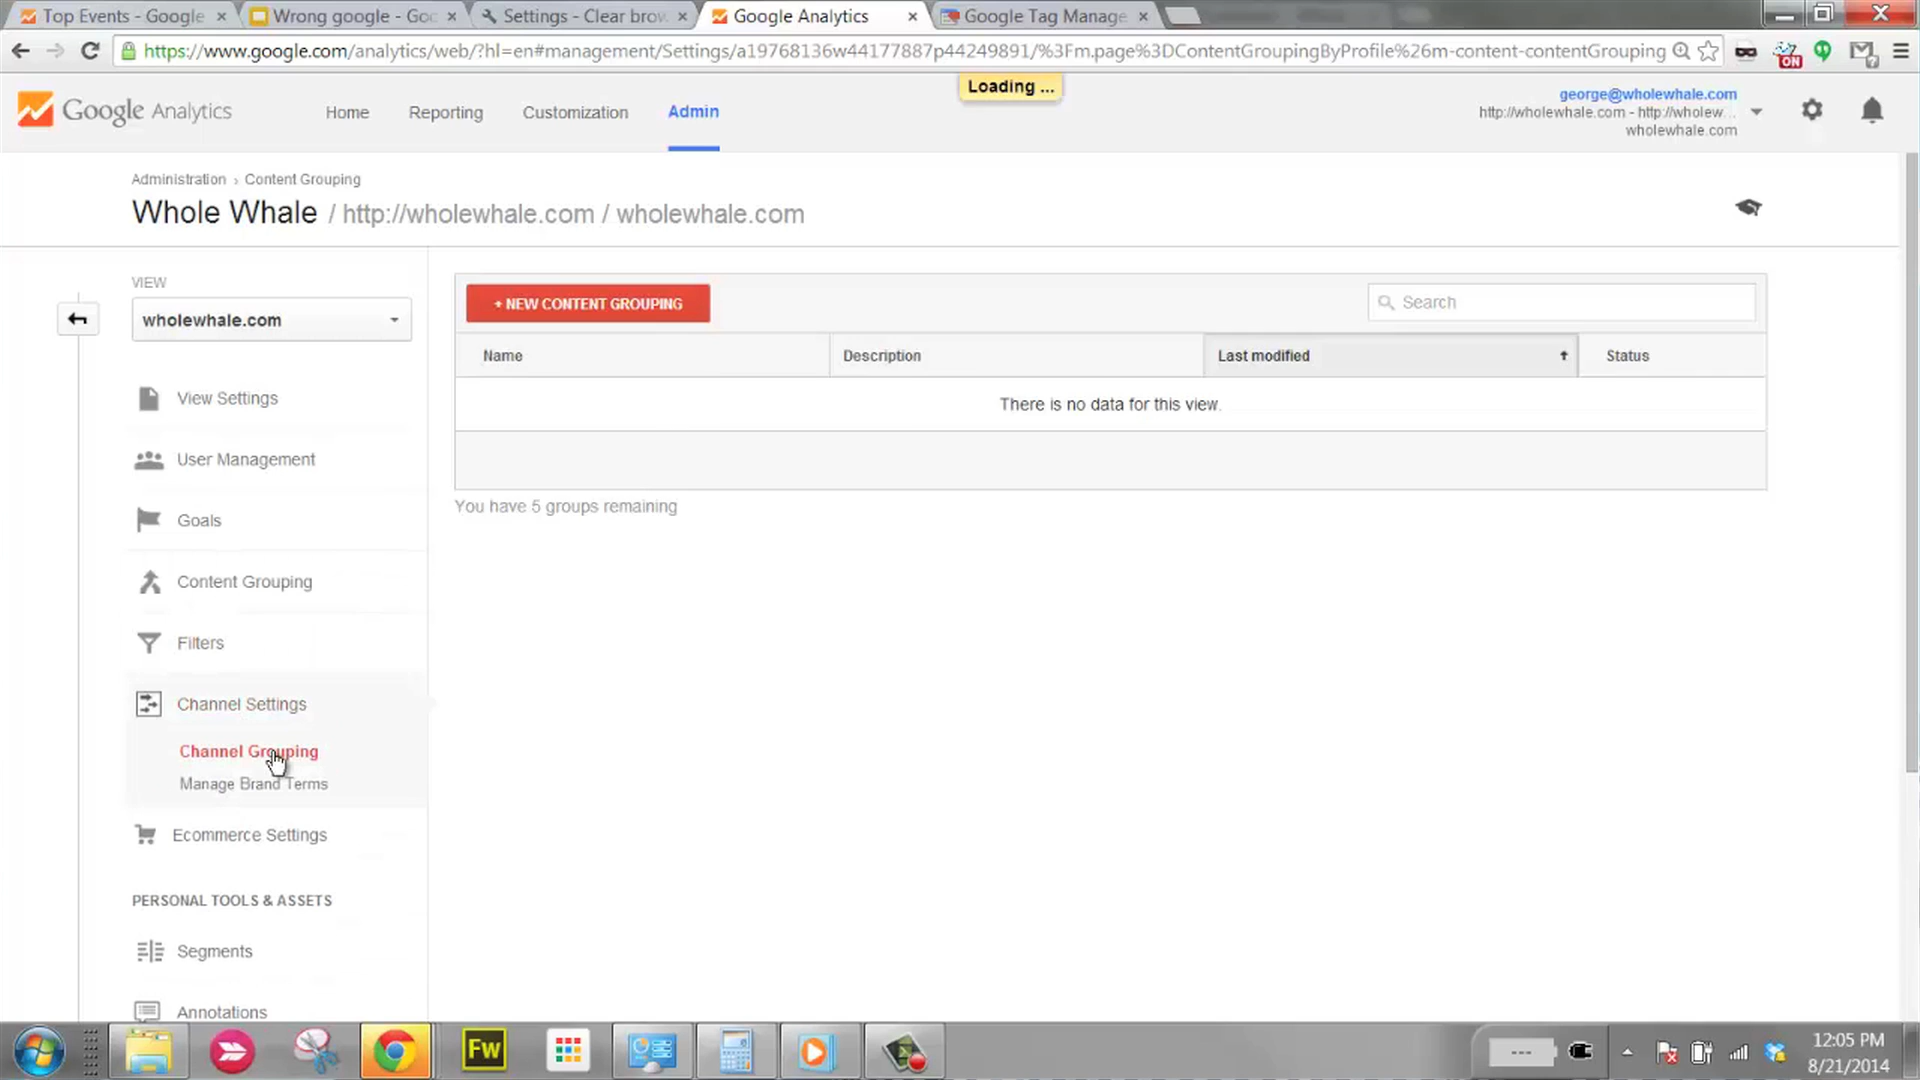 Top Events - Google
Wrong google - Goo
Settings - Clear brow
Google Analytics
Google Tag Manage
https://www.google.com/analytics/web/?hl=en#management/Settings/a19768136w44177887p44249891/%3Fm.page%3DContentGroupingByProfile%26m-content-contentGrouping
ON
Loading ...
Google Analytics
Home
Reporting
Customization
Admin
george@wholewhale.com
http://wholewhale.com - http://wholew...
wholewhale.com
Administration › Content Grouping
Whole Whale / http://wholewhale.com / wholewhale.com
VIEW
wholewhale.com
View Settings
User Management
Goals
Content Grouping
Filters
Channel Settings
Channel Grouping
Manage Brand Terms
Ecommerce Settings
PERSONAL TOOLS & ASSETS
Segments
Annotations
+ NEW CONTENT GROUPING
Search
Name
Description
Last modified
Status
There is no data for this view.
You have 5 groups remaining
Fw
---
12:05 PM
8/21/2014